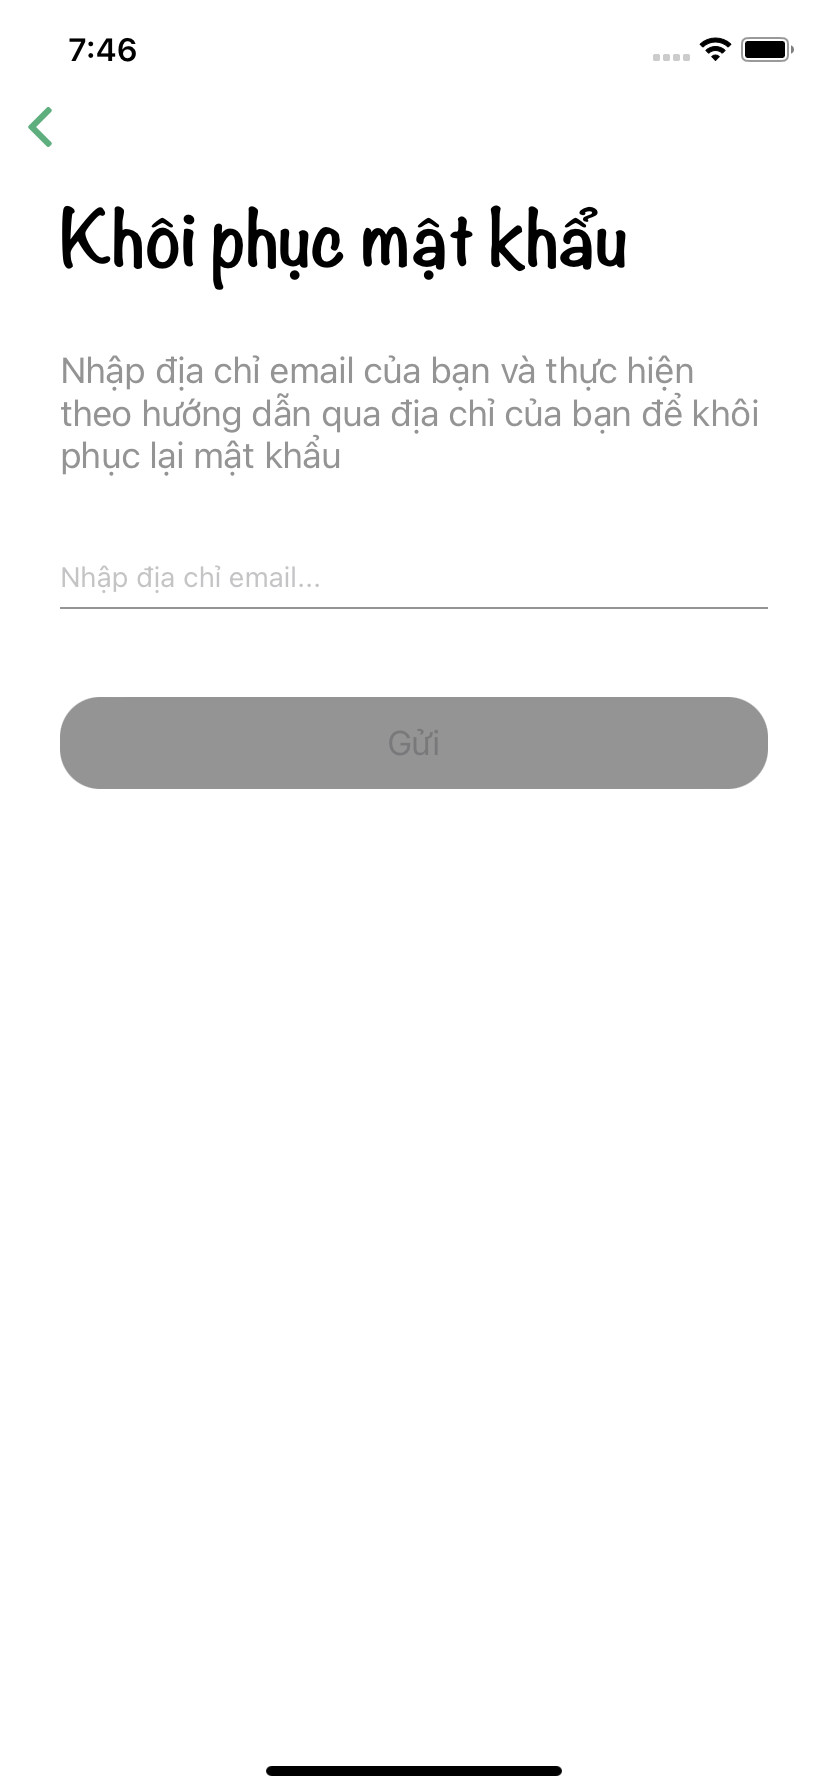 7:46
Khôi phục mật khẩu
Nhập địa chỉ email của bạn và thực hiện
theo hướng dẫn qua địa chỉ của bạn để khôi
phục lại mật khẩu
Nhập địa chỉ email...
Gửi